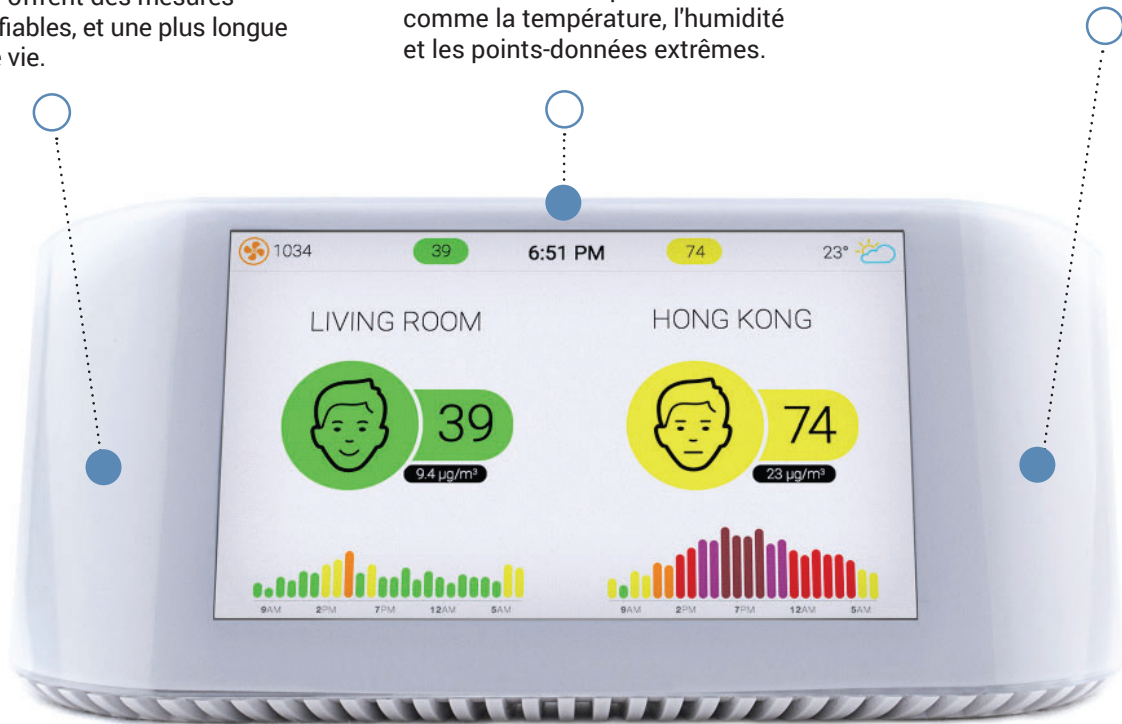 offrent des mesures
fiables, et une plus longue
vie.
comme la température, l'humidité
et les points-données extrêmes.
1034
39
6:51 PM
74
23°
LIVING ROOM
HONG KONG
39
74
9.4 µg/m³
23 µg/m³
9AM 2PM 7PM 12AM 5AM
9AM 2PM 7PM 12AM 5AM